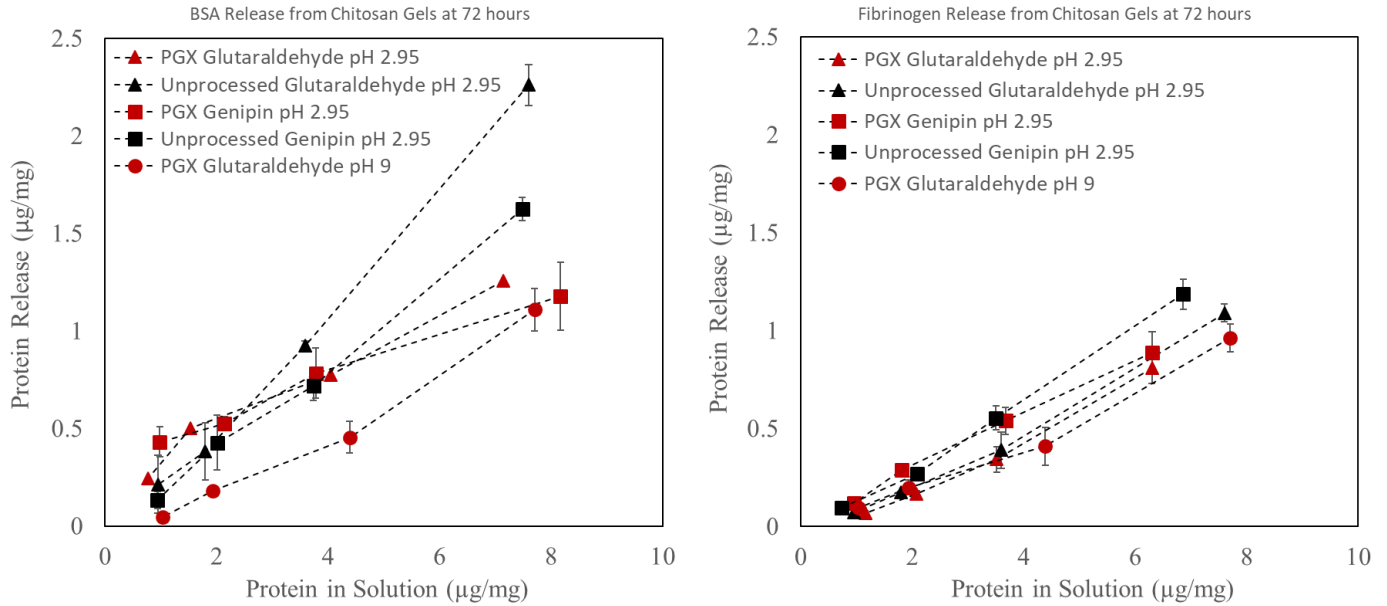 BSA Release from Chitosan Gels at 72 hours
2.5
2
1.5
1
0.5
0
0
2
4
6
8
10
Protein Release (µg/mg)
Protein in Solution (µg/mg)
PGX Glutaraldehyde pH 2.95
Unprocessed Glutaraldehyde pH 2.95
PGX Genipin pH 2.95
Unprocessed Genipin pH 2.95
PGX Glutaraldehyde pH 9
Fibrinogen Release from Chitosan Gels at 72 hours
2.5
2
1.5
1
0.5
0
0
2
4
6
8
10
Protein Release (µg/mg)
Protein in Solution (µg/mg)
PGX Glutaraldehyde pH 2.95
Unprocessed Glutaraldehyde pH 2.95
PGX Genipin pH 2.95
Unprocessed Genipin pH 2.95
PGX Glutaraldehyde pH 9